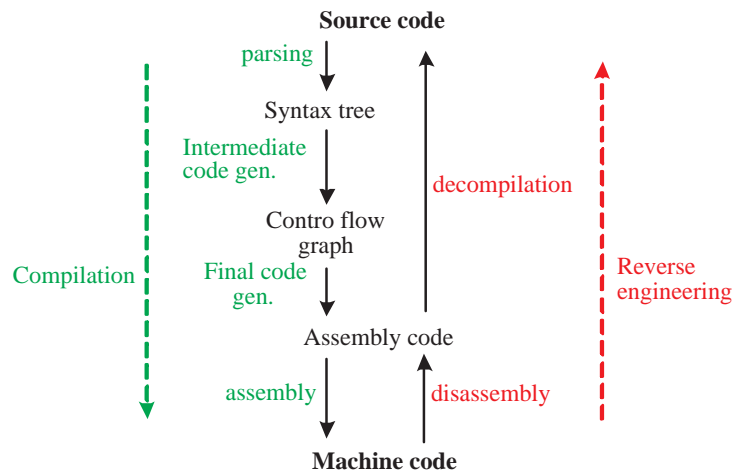 Source code
parsing
Syntax tree
Intermediate
code gen.
decompilation
Contro flow
graph
Compilation
Final code
gen.
Reverse
engineering
Assembly code
assembly
disassembly
Machine code